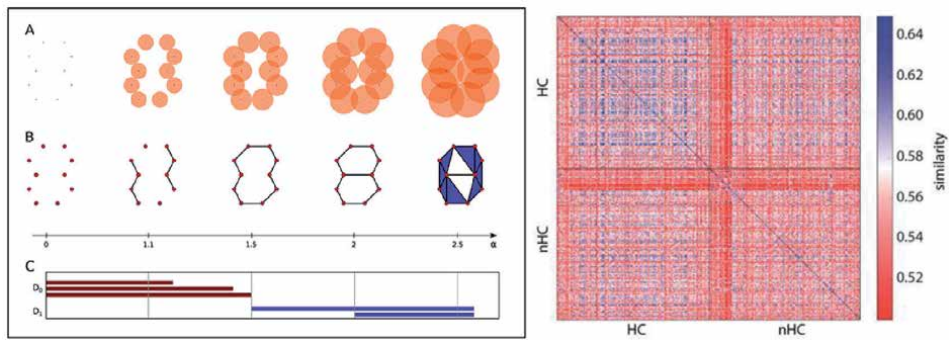 A
B
0 1.1 1.5 2 2.5 α
C
D₀
D₁
HC
nHC
HC nHC
0.64
0.62
0.60
0.58
0.56
0.54
0.52
similarity